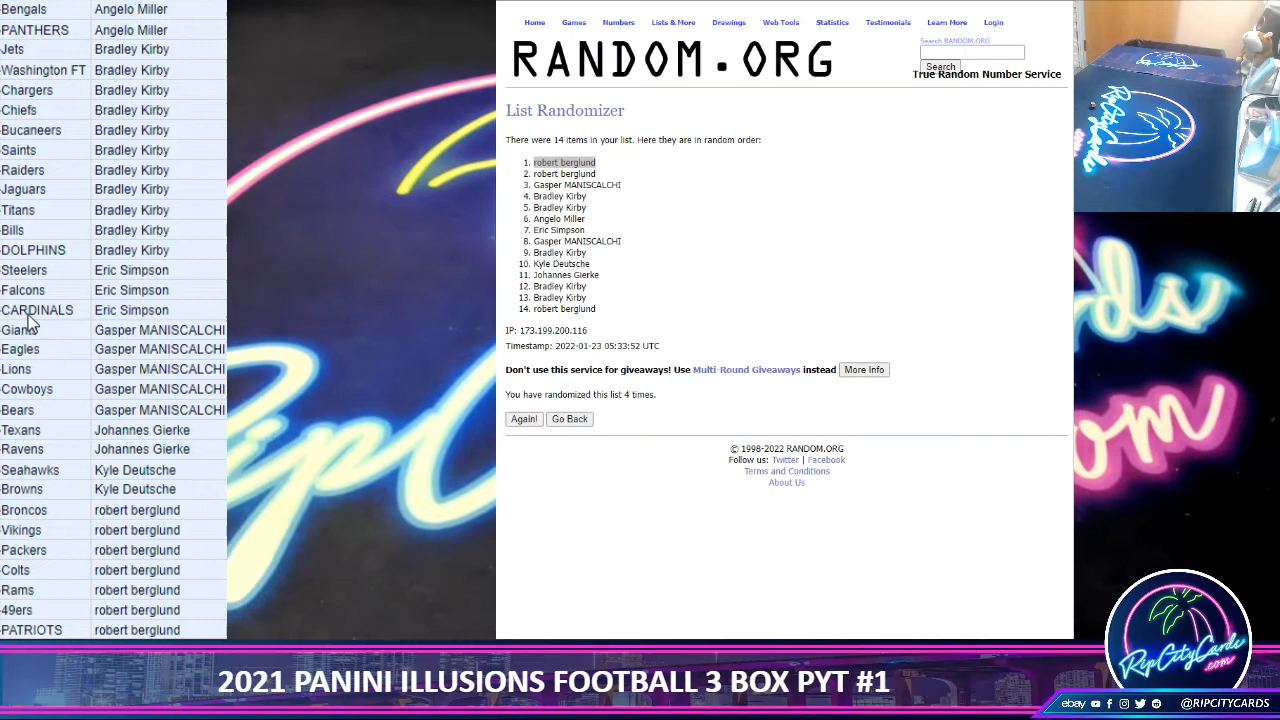 Bengals Angelo Miller
-PANTHERS Angelo Miller
-Jets Bradley Kirby
-Washington FT Bradley Kirby
-Chargers Bradley Kirby
-Chiefs Bradley Kirby
-Bucaneers Bradley Kirby
-Saints Bradley Kirby
-Raiders Bradley Kirby
-Jaguars Bradley Kirby
-Titans Bradley Kirby
-Bills Bradley Kirby
-DOLPHINS Bradley Kirby
-Steelers Eric Simpson
-Falcons Eric Simpson
-CARDINALS Eric Simpson
-Giants Gasper MANISCALCHI
-Eagles Gasper MANISCALCHI
-Lions Gasper MANISCALCHI
-Cowboys Gasper MANISCALCHI
-Bears Gasper MANISCALCHI
-Texans Johannes Gierke
-Ravens Johannes Gierke
-Seahawks Kyle Deutsche
-Browns Kyle Deutsche
-Broncos robert berglund
-Vikings robert berglund
-Packers robert berglund
-Colts robert berglund
-Rams robert berglund
-49ers robert berglund
-PATRIOTS robert berglund
Home Games Numbers Lists & More Drawings Web Tools Statistics Testimonials Learn More Login
RANDOM.ORG
Search RANDOM.ORG
Search
True Random Number Service
List Randomizer
There were 14 items in your list. Here they are in random order:
1. robert berglund
2. robert berglund
3. Gasper MANISCALCHI
4. Bradley Kirby
5. Bradley Kirby
6. Angelo Miller
7. Eric Simpson
8. Gasper MANISCALCHI
9. Bradley Kirby
10. Kyle Deutsche
11. Johannes Gierke
12. Bradley Kirby
13. Bradley Kirby
14. robert berglund
IP: 173.199.200.116
Timestamp: 2022-01-23 05:33:52 UTC
Don't use this service for giveaways! Use Multi-Round Giveaways instead More Info
You have randomized this list 4 times.
Again! Go Back
© 1998-2022 RANDOM.ORG
Follow us: Twitter | Facebook
Terms and Conditions
About Us
RipCityCards
RipCityCards
.com
2021 PANINI ILLUSIONS FOOTBALL 3 BOX PYT #1
ebay @RIPCITYCARDS